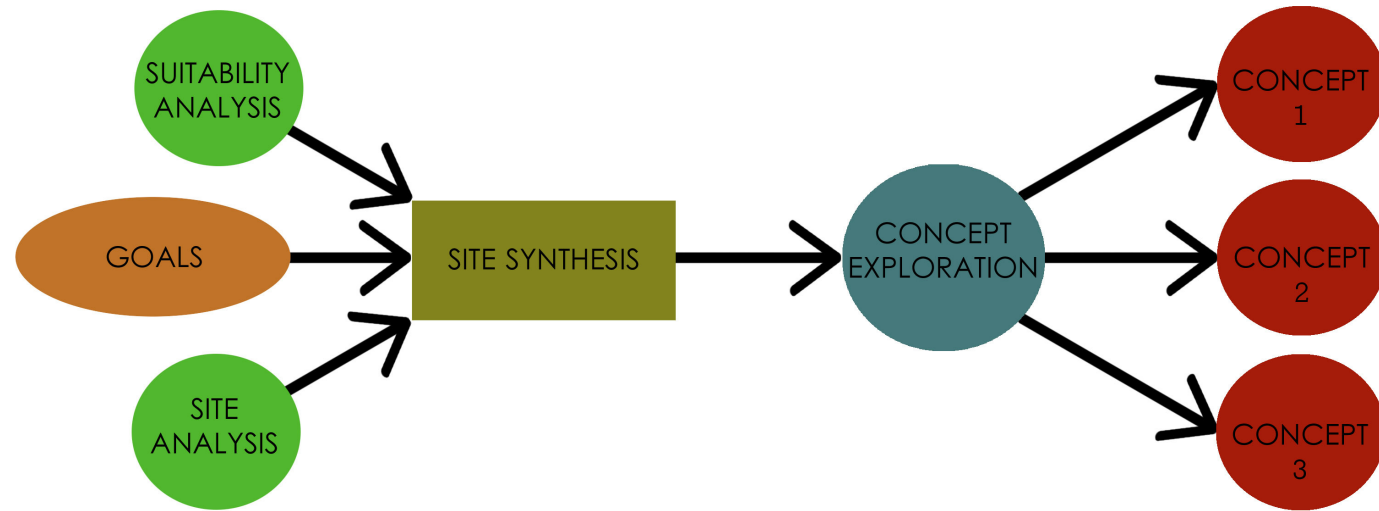 SUITABILITY
ANALYSIS
GOALS
SITE
ANALYSIS
SITE SYNTHESIS
CONCEPT
EXPLORATION
CONCEPT
1
CONCEPT
2
CONCEPT
3